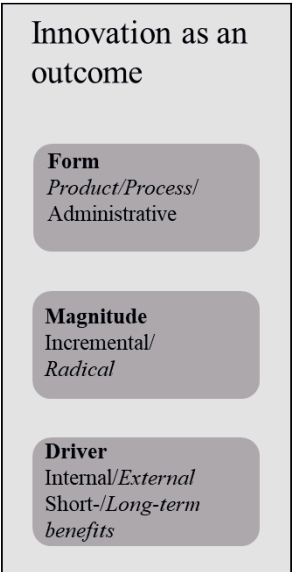 Innovation as an
outcome
Form
Product/Process/
Administrative
Magnitude
Incremental/
Radical
Driver
Internal/External
Short-/Long-term
benefits